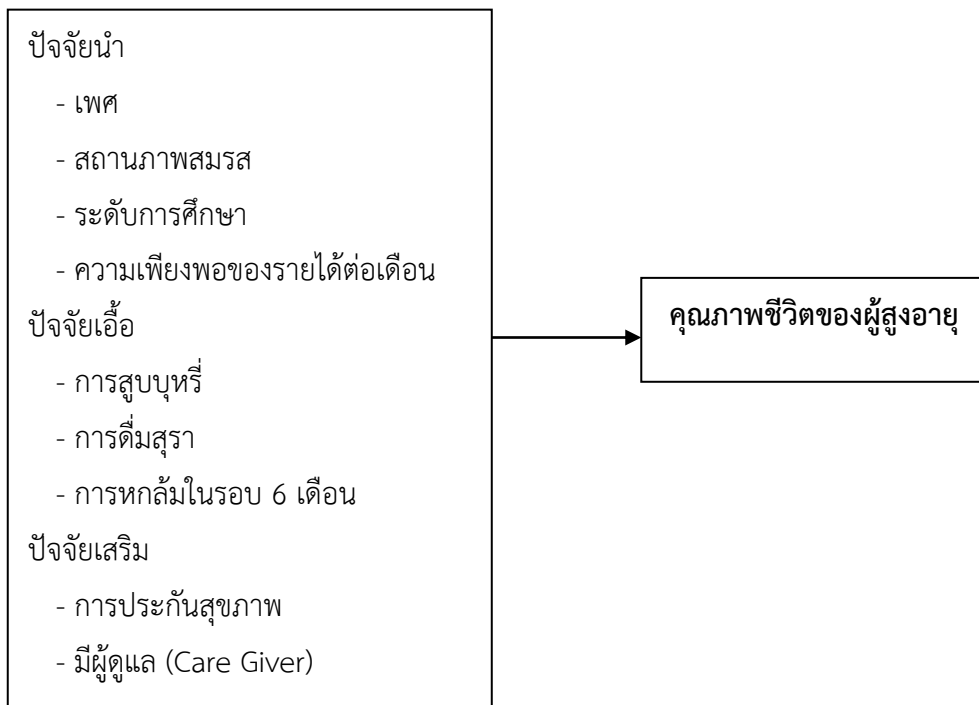 ปัจจัยนำ
- เพศ
- สถานภาพสมรส
- ระดับการศึกษา
- ความเพียงพอของรายได้ต่อเดือน
ปัจจัยเอื้อ
- การสูบบุหรี่
- การดื่มสุรา
- การหกล้มในรอบ 6 เดือน
ปัจจัยเสริม
- การประกันสุขภาพ
- มีผู้ดูแล (Care Giver)
คุณภาพชีวิตของผู้สูงอายุ